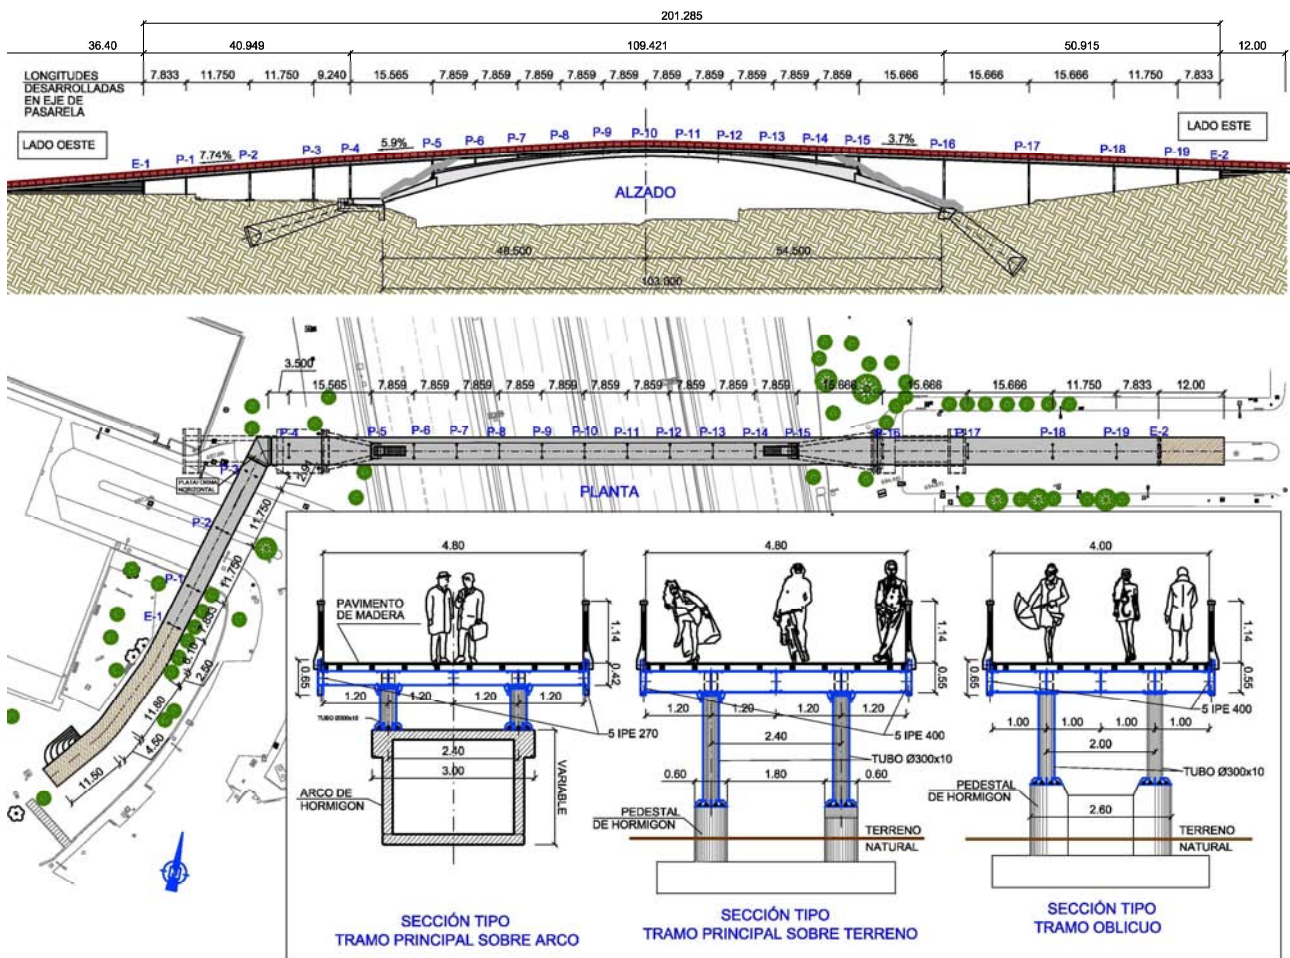 201.285
36.40 40.949 109.421 50.915 12.00
LONGITUDES
DESARROLLADAS
EN EJE DE
PASARELA
7.833 11.750 11.750 9.240 15.565 7.859 7.859 7.859 7.859 7.859 7.859 7.859 7.859 7.859 7.859 15.666 15.666 15.666 11.750 7.833
LADO OESTE
LADO ESTE
E-1 P-1 7.74% P-2 P-3 P-4 5.9% P-5 P-6 P-7 P-8 P-9 P-10 P-11 P-12 P-13 P-14 P-15 3.7% P-16 P-17 P-18 P-19 E-2
ALZADO
48.500 54.500
103.000
3.500
15.565 7.859 7.859 7.859 7.859 7.859 7.859 7.859 7.859 7.859 7.859 15.666 15.666 15.666 11.750 7.833 12.00
P-4 P-5 P-6 P-7 P-8 P-9 P-10 P-11 P-12 P-13 P-14 P-15 P-16 P-17 P-18 P-19 E-2
P-3
PLATAFORMA
HORIZONTAL
PLANTA
P-2
11.750
P-1
11.750
E-1
7.833
6.10
2.50
11.80
4.50
11.50
4.80
PAVIMENTO
DE MADERA
1.14
0.65
0.42
1.20 1.20 1.20 1.20
TUBO Ø300x10
5 IPE 270
2.40
3.00
VARIABLE
ARCO DE
HORMIGON
SECCIÓN TIPO
TRAMO PRINCIPAL SOBRE ARCO
4.80
1.14
0.55
1.20 1.20 1.20 1.20
5 IPE 400
2.40
TUBO Ø300x10
0.60 1.80 0.60
PEDESTAL
DE HORMIGON
TERRENO
NATURAL
SECCIÓN TIPO
TRAMO PRINCIPAL SOBRE TERRENO
4.00
1.14
0.65
0.55
5 IPE 400
1.00 1.00 1.00 1.00
2.00
TUBO Ø300x10
PEDESTAL
DE HORMIGON
2.60
TERRENO
NATURAL
SECCIÓN TIPO
TRAMO OBLICUO